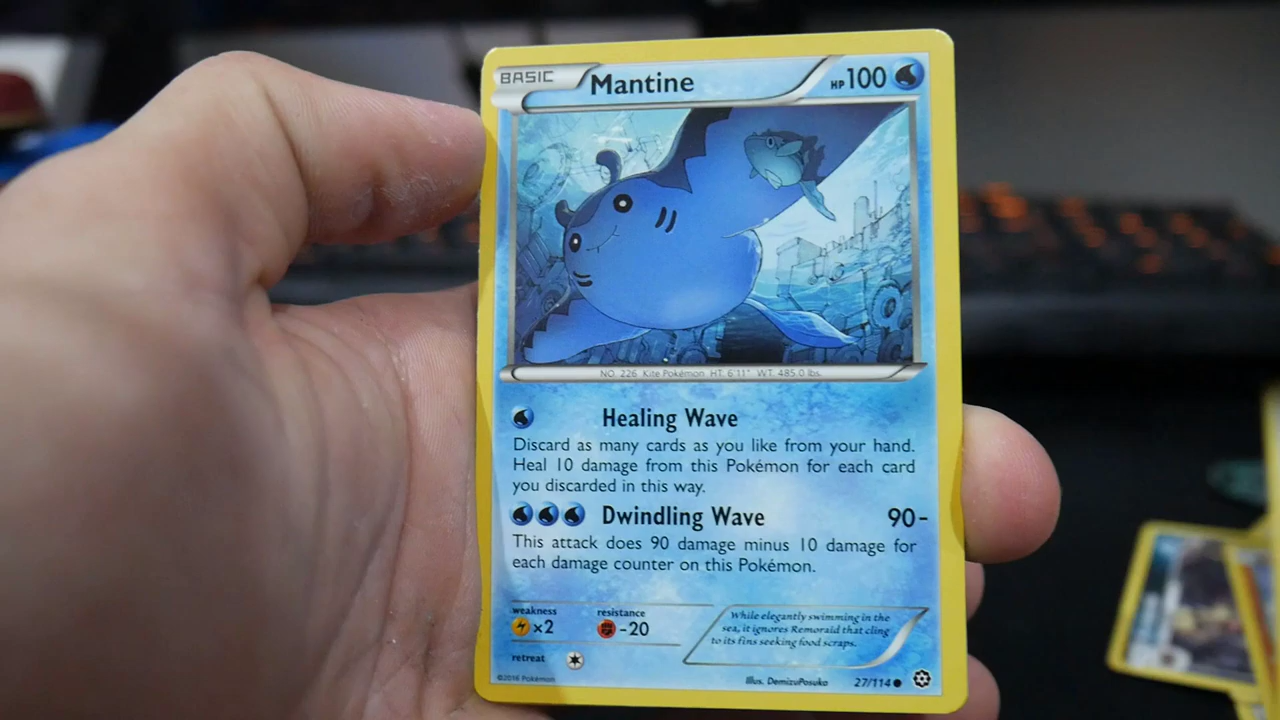 BASIC
Mantine
HP 100
NO. 226 Kite Pokémon HT: 6'11" WT: 485.0 lbs.
Healing Wave
Discard as many cards as you like from your hand.
Heal 10 damage from this Pokémon for each card
you discarded in this way.
Dwindling Wave 90-
This attack does 90 damage minus 10 damage for
each damage counter on this Pokémon.
weakness resistance
×2 -20
While elegantly swimming in the
sea, it ignores Remoraid that cling
to its fins seeking food scraps.
retreat
©2016 Pokémon Illus. DemizuPosuka 27/114